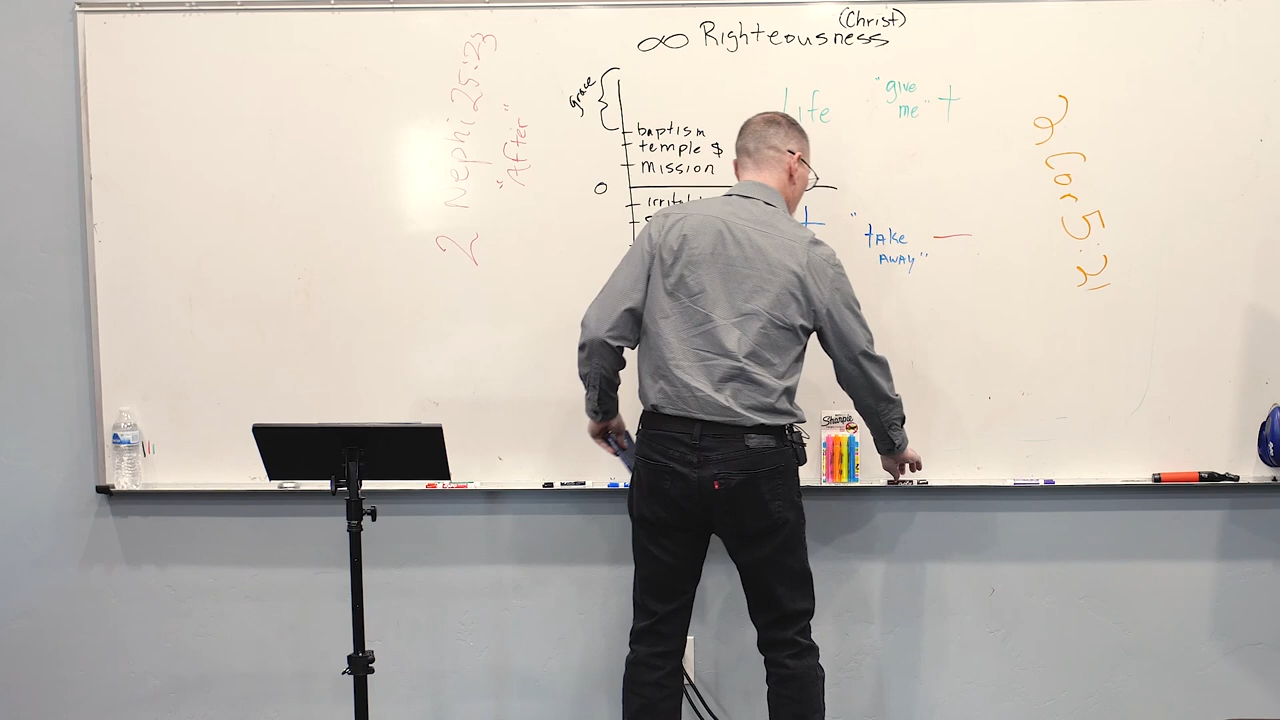 (Christ)
∞ Righteousness
Grace
baptism
temple $
mission
0
Life
"give
me" +
"take
AWAY" —
2 Nephi 25:23
"After"
2 Cor 5:21
Sharpie